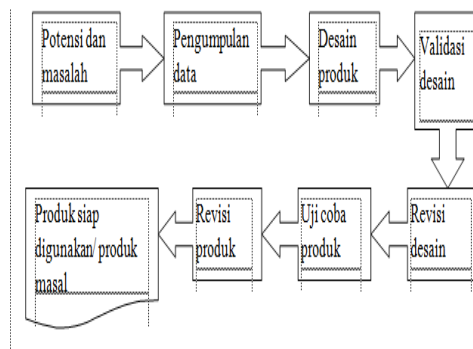 Potensi dan
masalah
Pengumpulan
data
Desain
produk
Validasi
desain
Revisi
desain
Uji coba
produk
Revisi
produk
Produk siap
digunakan/ produk
masal